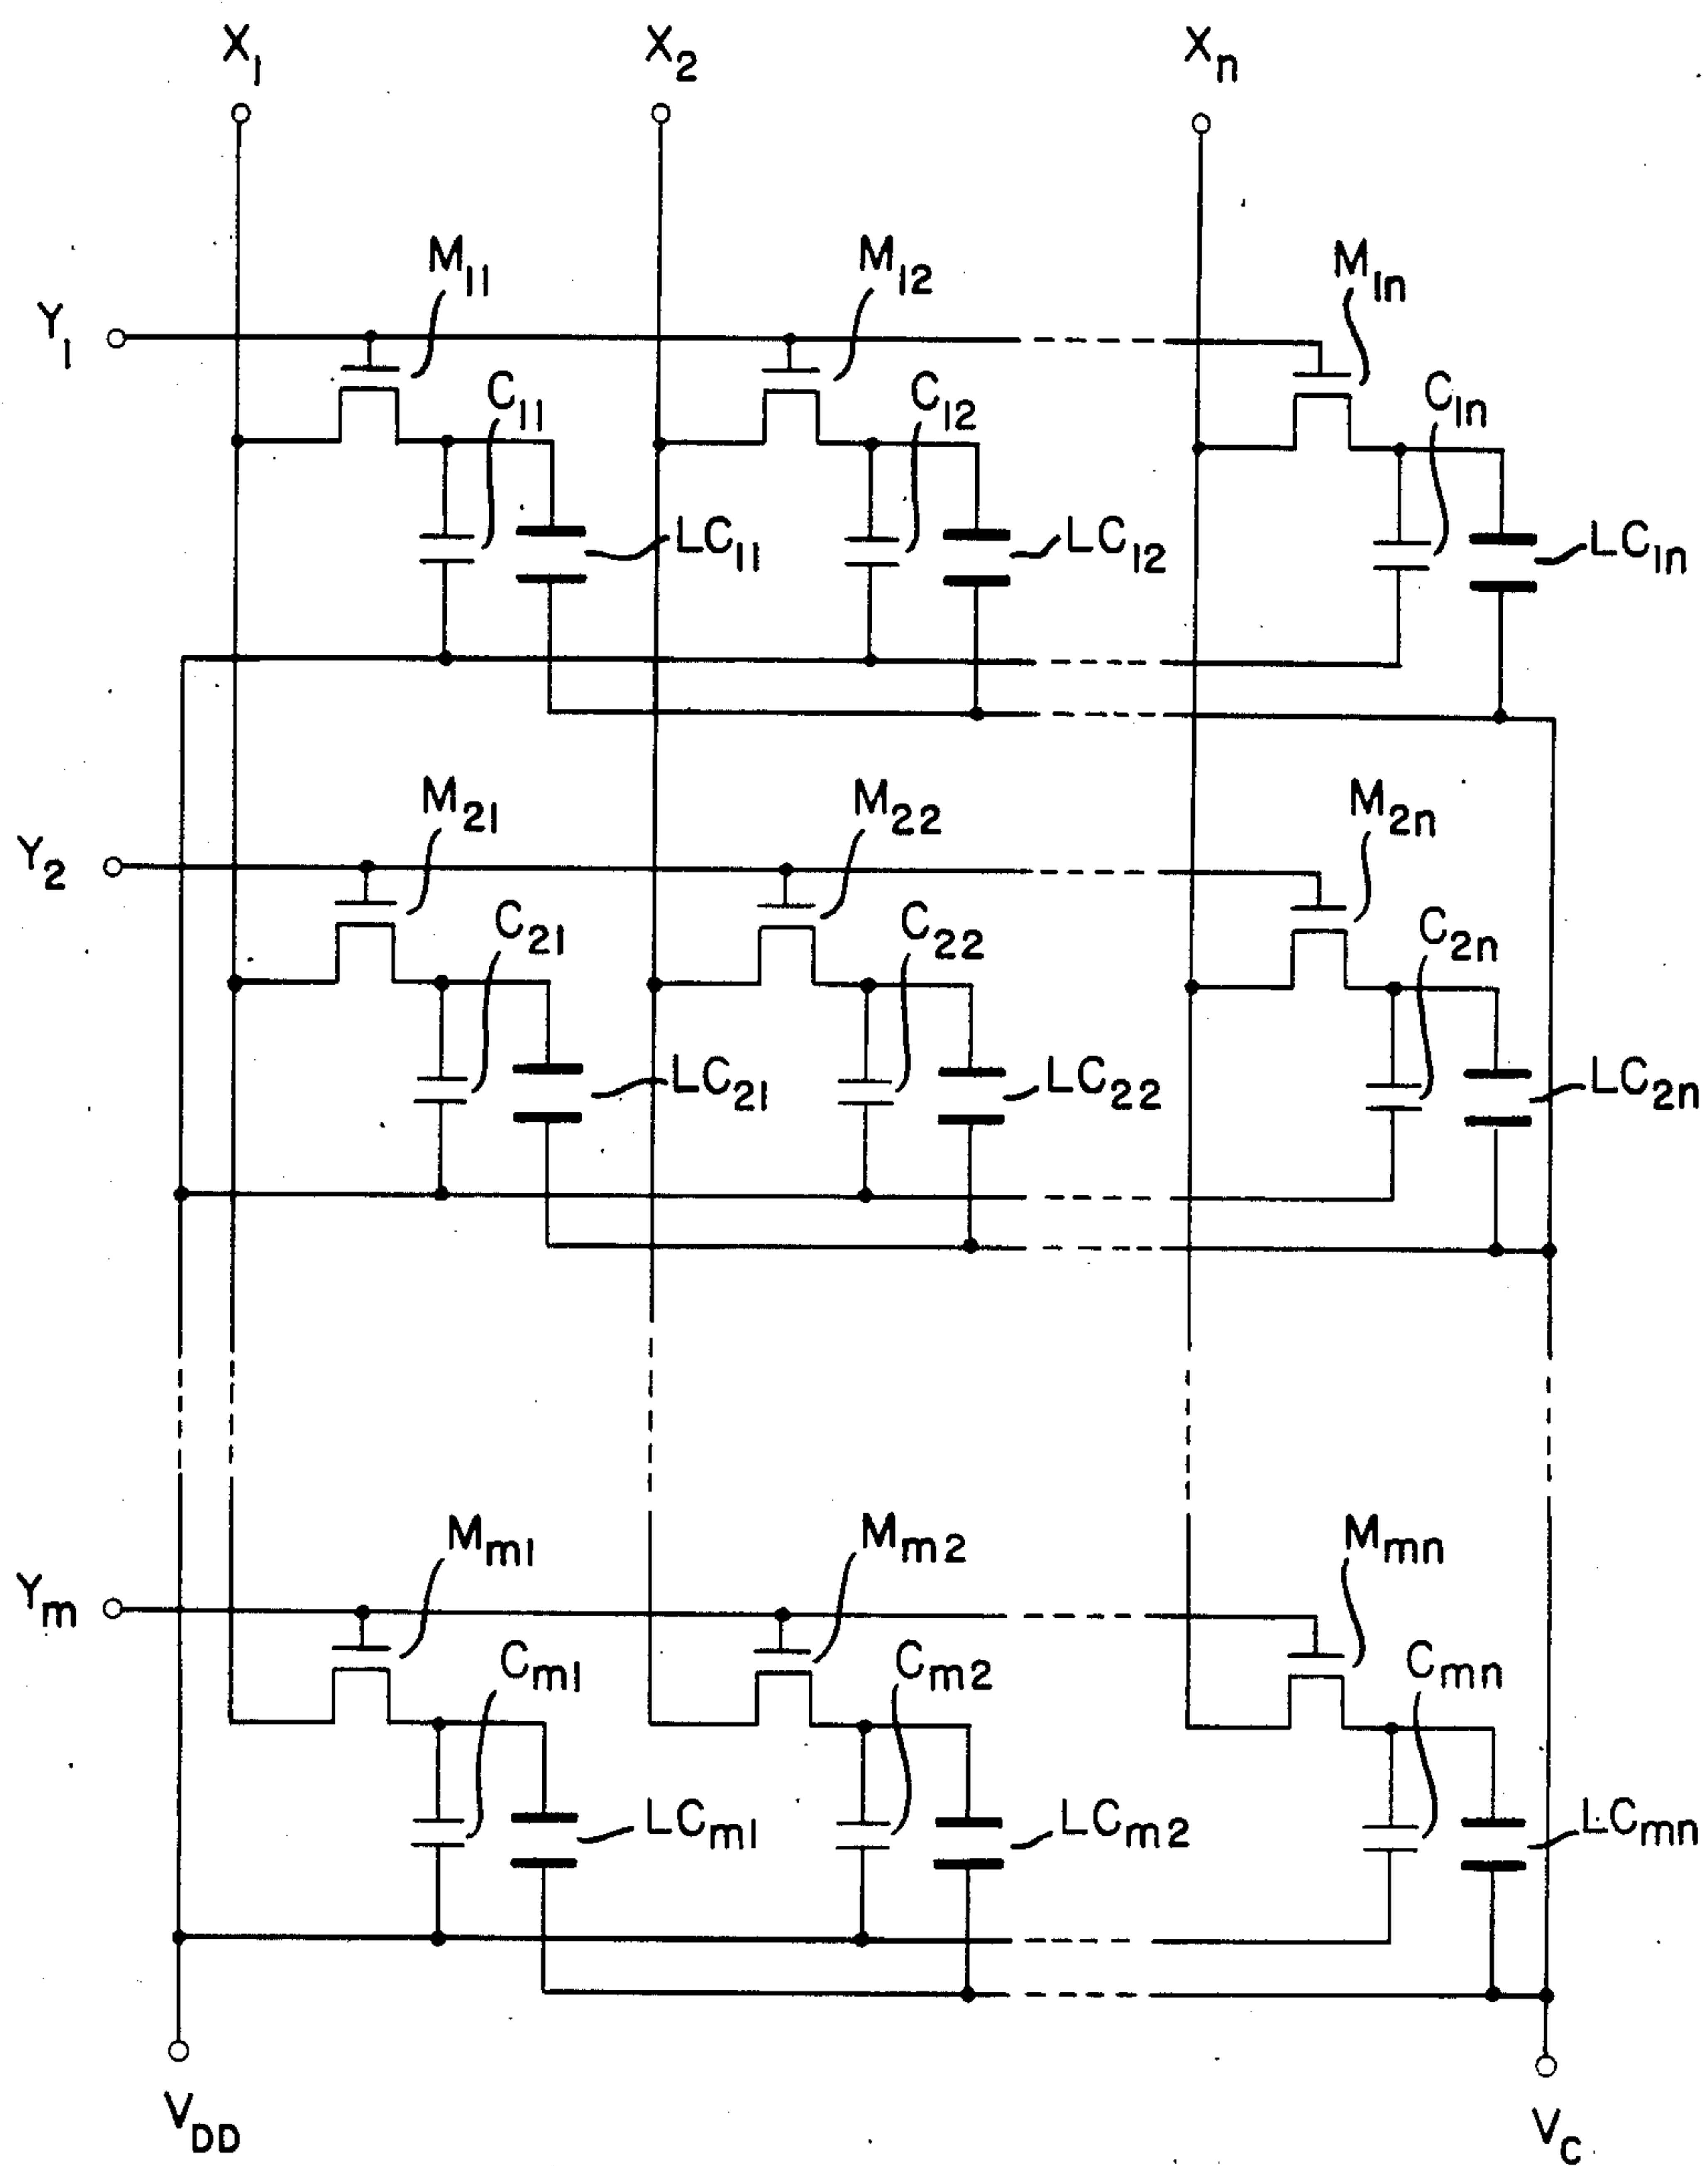 X1 X2 Xn
M11 M12 M1n
Y1
C11 C12 C1n
LC11 LC12 LC1n
M21 M22 M2n
Y2
C21 C22 C2n
LC21 LC22 LC2n
Mm1 Mm2 Mmn
Ym
Cm1 Cm2 Cmn
LCm1 LCm2 LCmn
VDD VC